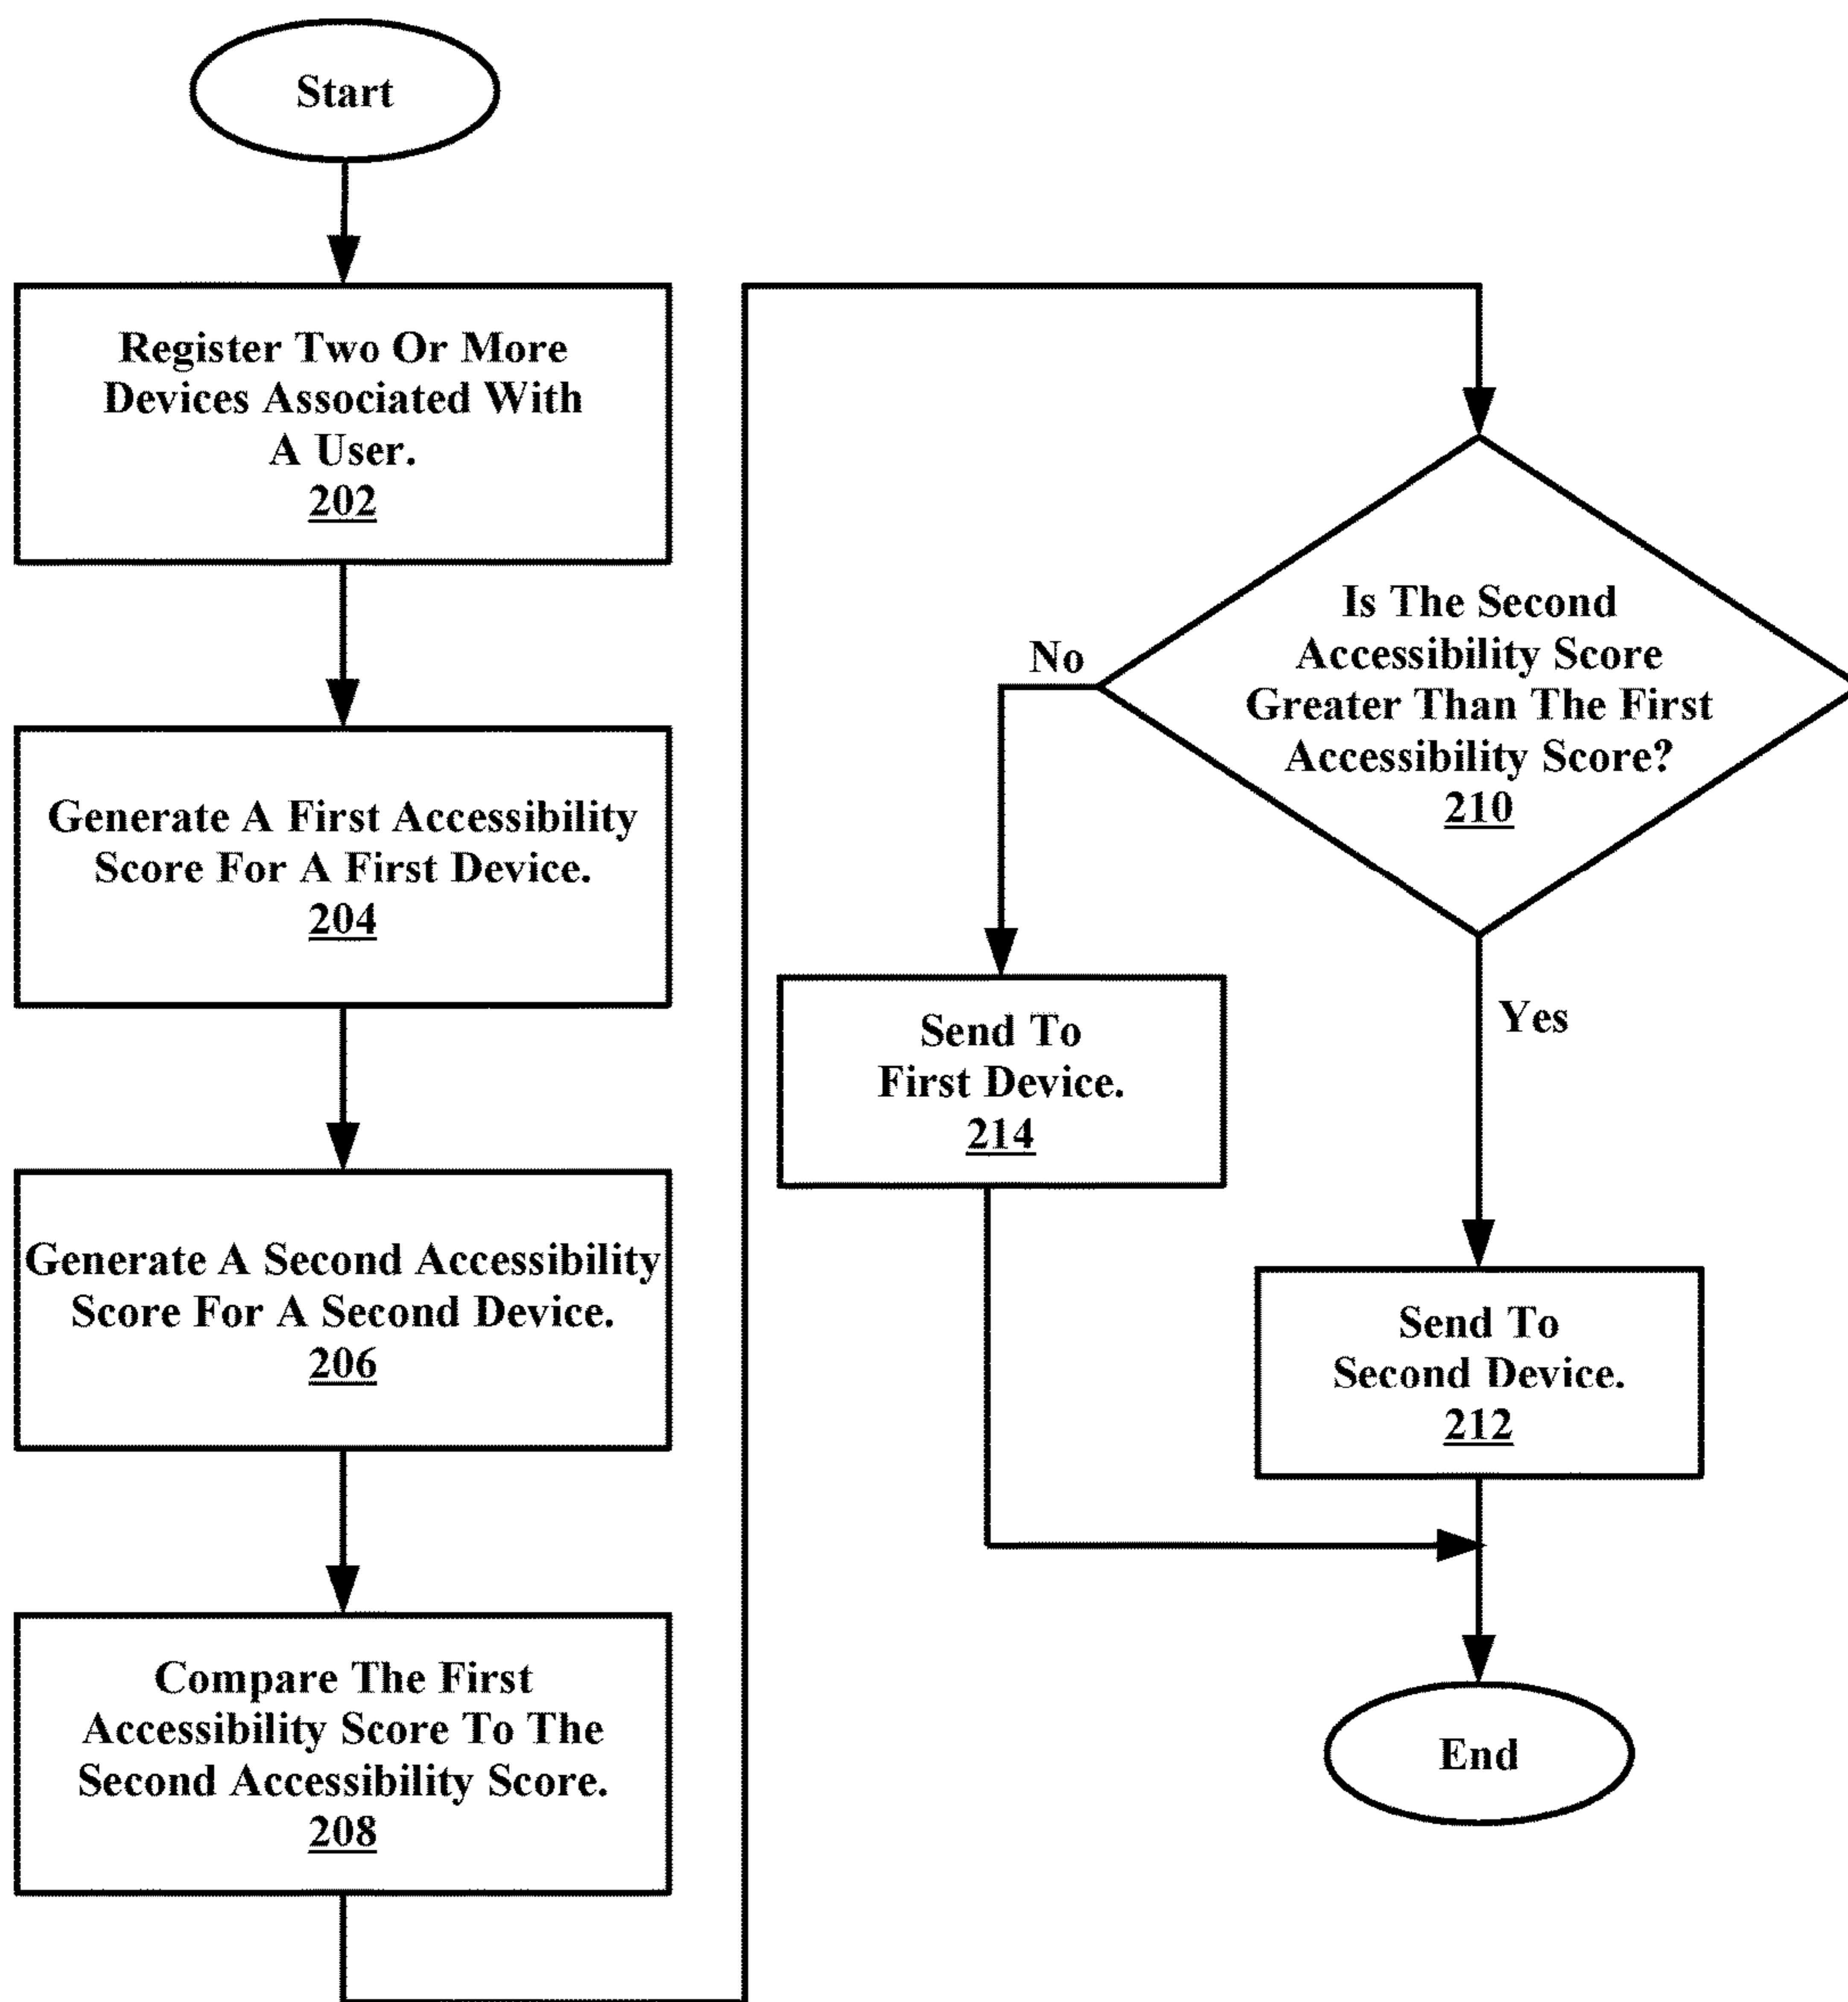 Start
Register Two Or More
Devices Associated With
A User.
202
Generate A First Accessibility
Score For A First Device.
204
Generate A Second Accessibility
Score For A Second Device.
206
Compare The First
Accessibility Score To The
Second Accessibility Score.
208
Is The Second
Accessibility Score
Greater Than The First
Accessibility Score?
210
No
Yes
Send To
First Device.
214
Send To
Second Device.
212
End